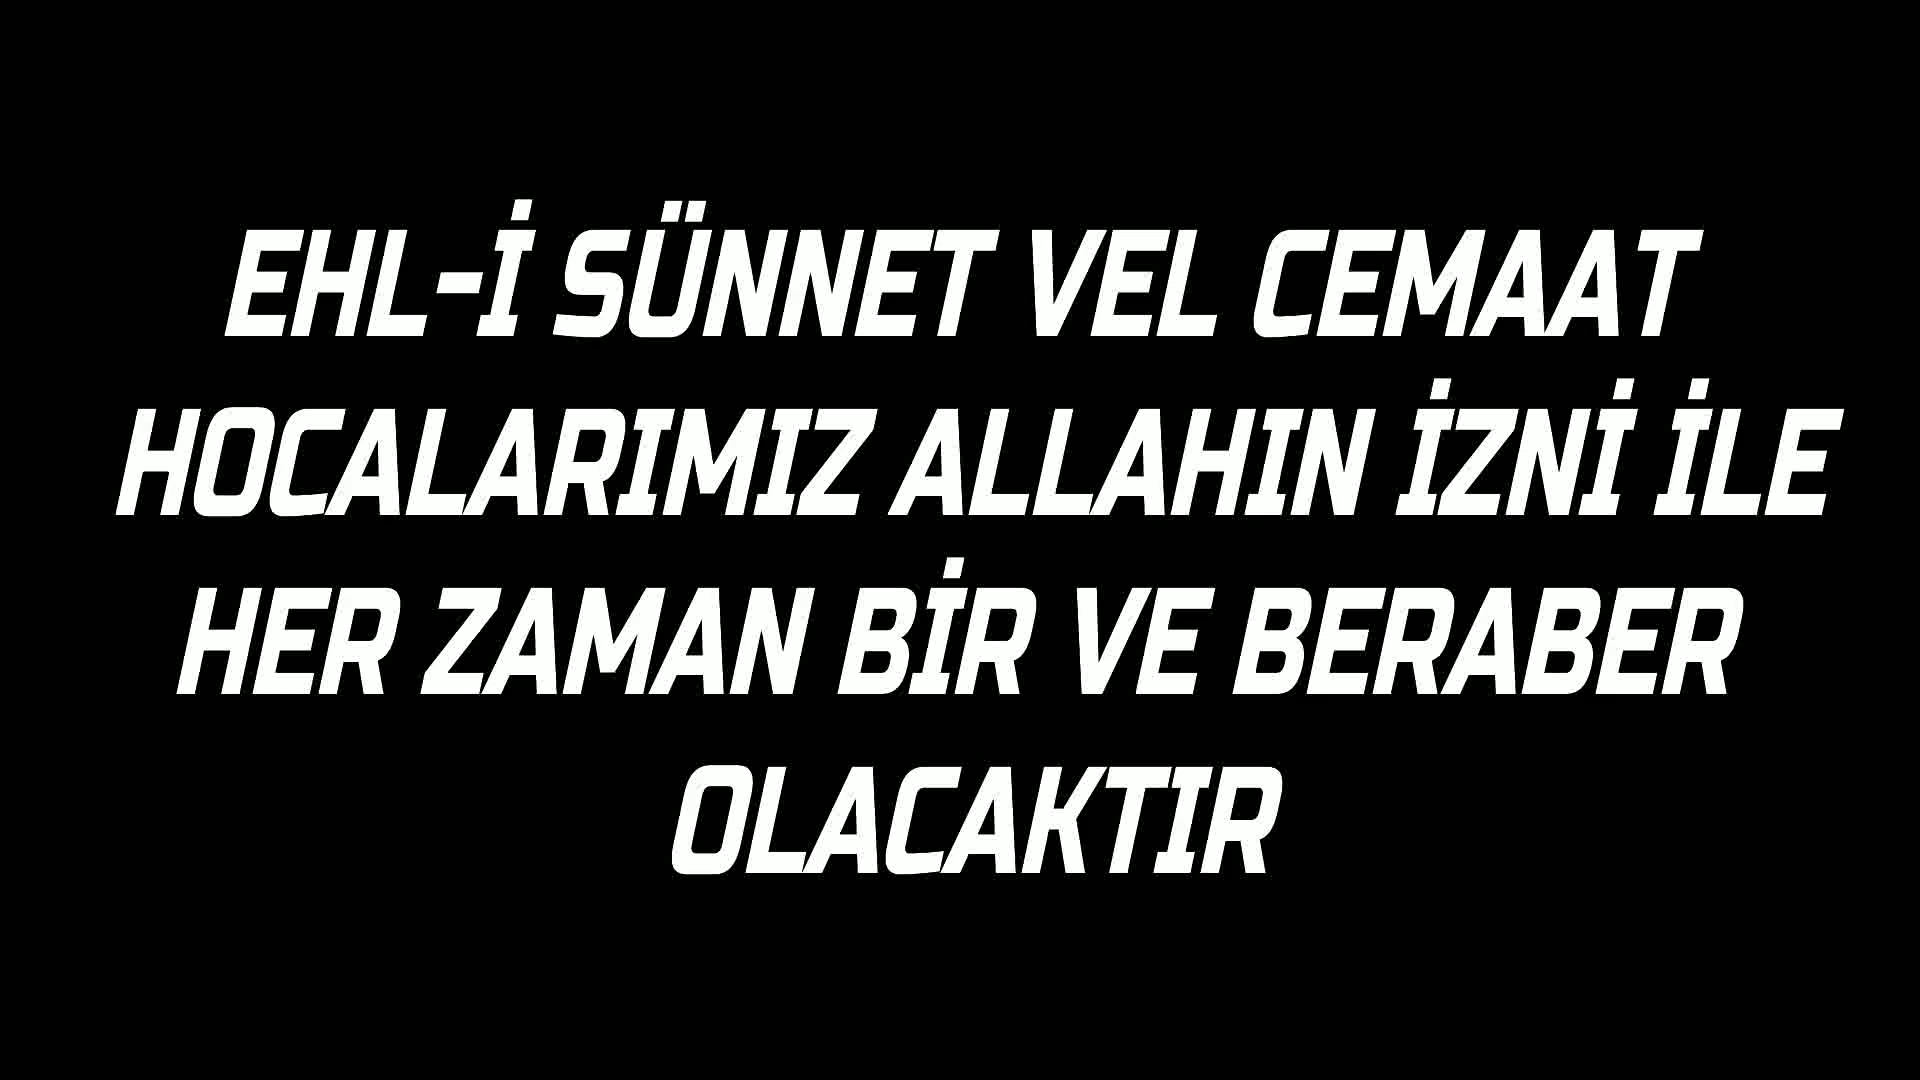 EHL-İ SÜNNET VEL CEMAAT
HOCALARIMIZ ALLAHIN İZNİ İLE
HER ZAMAN BİR VE BERABER
OLACAKTIR